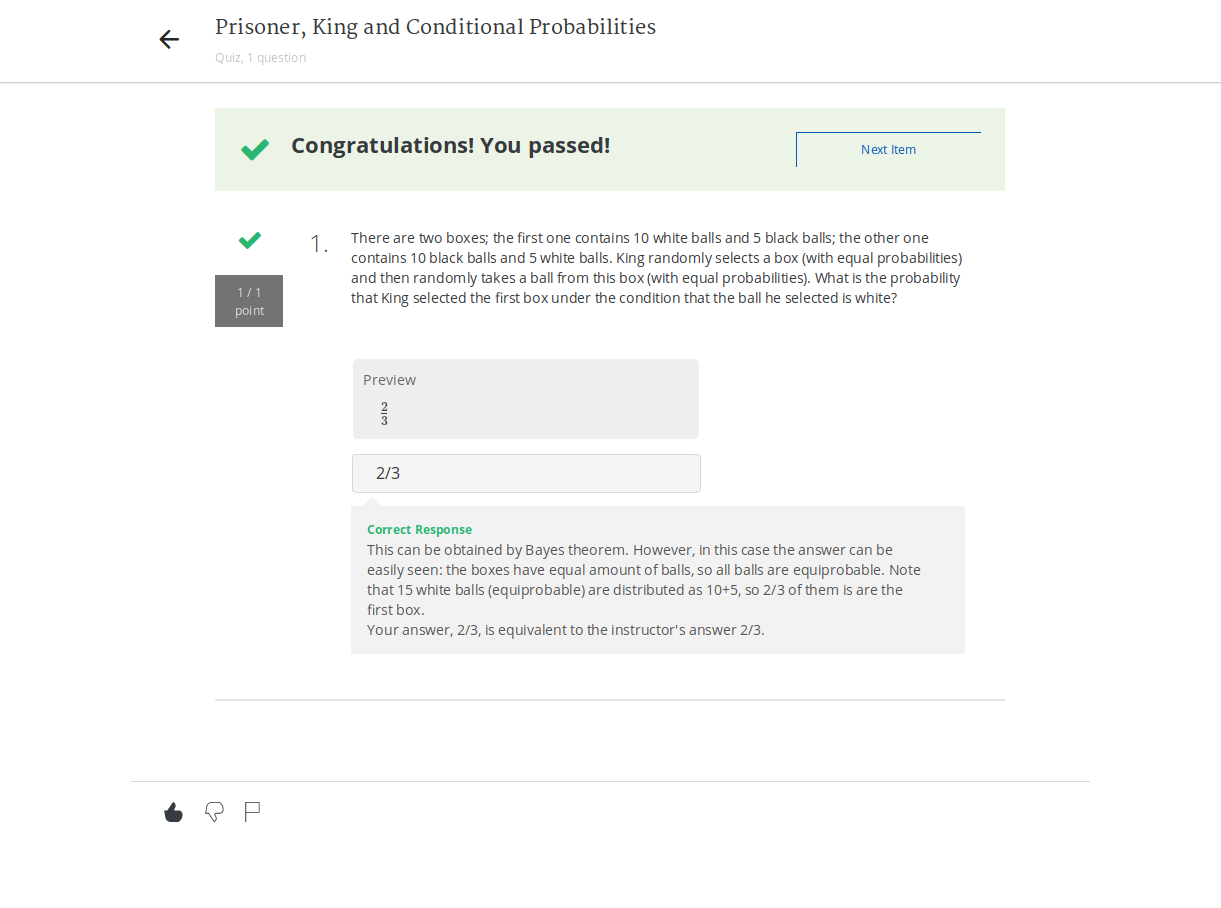 Prisoner, King and Conditional Probabilities
Quiz, 1 question
Congratulations! You passed!
Next Item
1 / 1
point
1.
There are two boxes; the first one contains 10 white balls and 5 black balls; the other one
contains 10 black balls and 5 white balls. King randomly selects a box (with equal probabilities)
and then randomly takes a ball from this box (with equal probabilities). What is the probability
that King selected the first box under the condition that the ball he selected is white?
Preview
2
3
2/3
Correct Response
This can be obtained by Bayes theorem. However, in this case the answer can be
easily seen: the boxes have equal amount of balls, so all balls are equiprobable. Note
that 15 white balls (equiprobable) are distributed as 10+5, so 2/3 of them is are the
first box.
Your answer, 2/3, is equivalent to the instructor's answer 2/3.